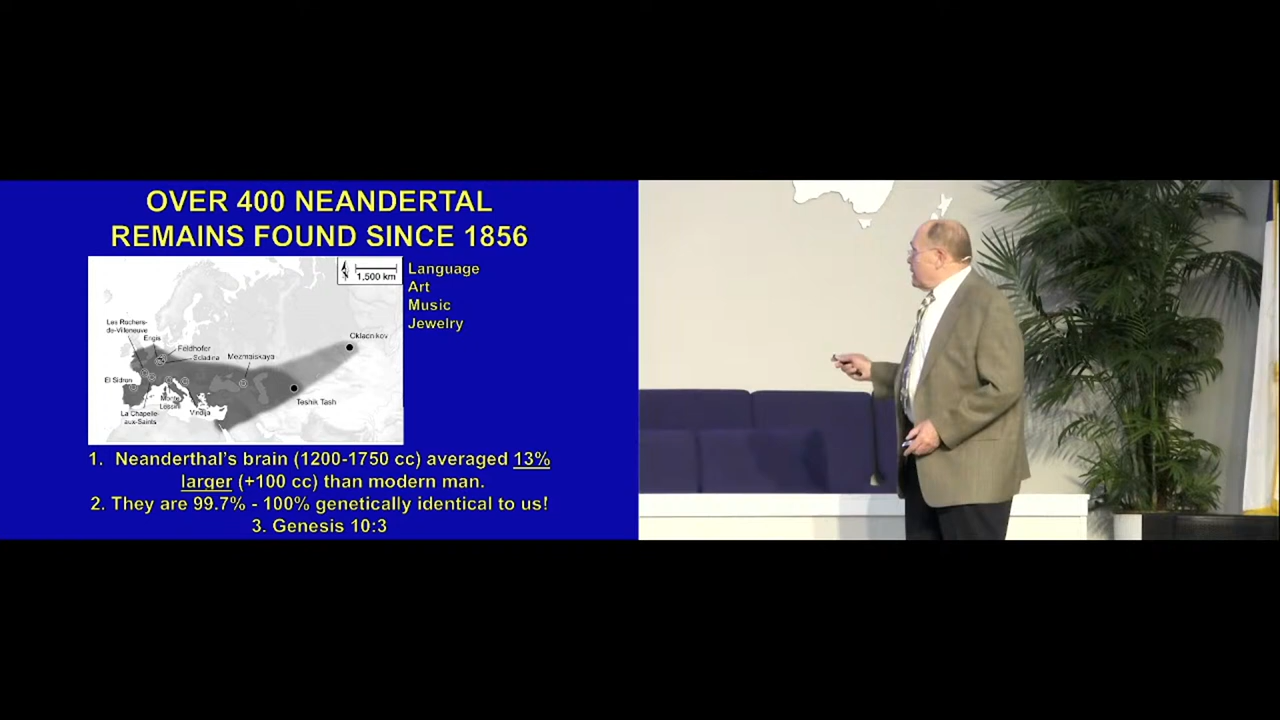 OVER 400 NEANDERTAL
REMAINS FOUND SINCE 1856
1,500 km
Language
Art
Music
Jewelry
Les Rochers-
de-Villeneuve
Engis
Feldhofer
Scladina
Mezmaiskaya
Okladnikov
El Sidron
Monte
Lessini
Vindija
La Chapelle-
aux-Saints
Teshik Tash
1. Neanderthal's brain (1200-1750 cc) averaged 13%
larger (+100 cc) than modern man.
2. They are 99.7% - 100% genetically identical to us!
3. Genesis 10:3